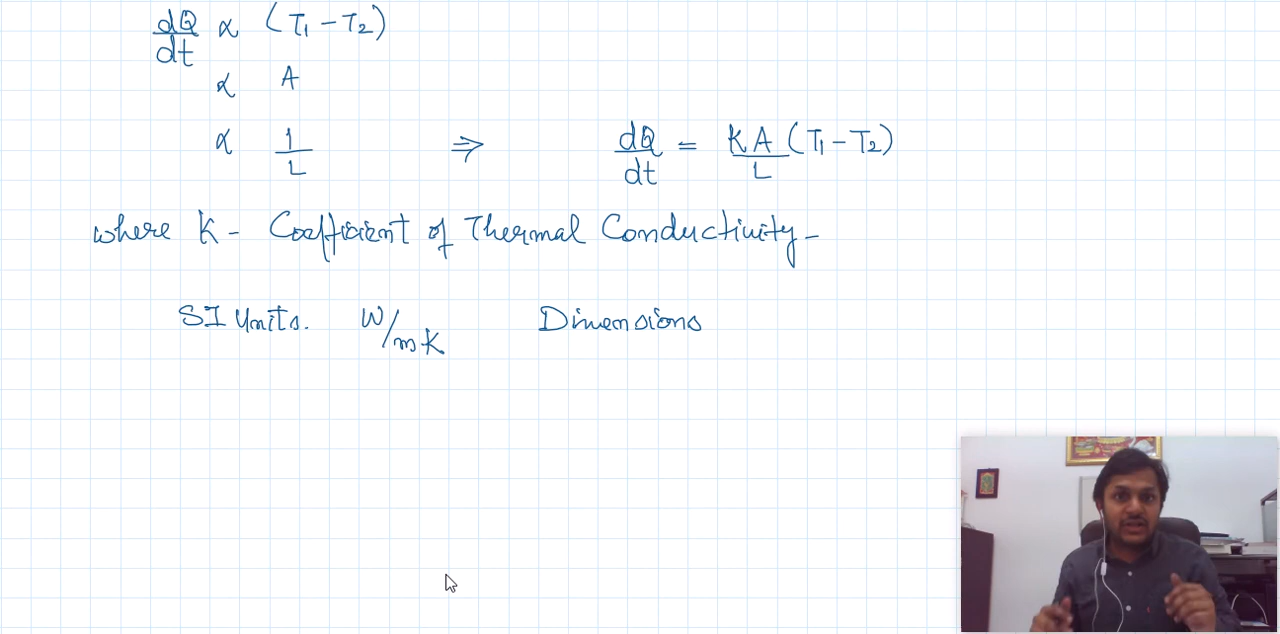 dQ/dt ∝ (T₁ − T₂)
∝ A
∝ 1/L ⇒ dQ/dt = KA/L (T₁ − T₂)
where K - Coefficient of Thermal Conductivity -
SI Units. W/mK Dimensions